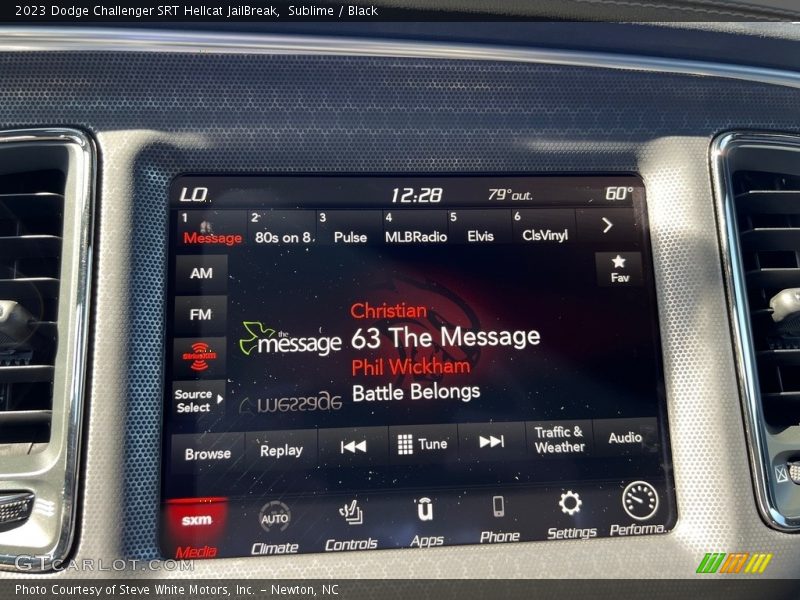 2023 Dodge Challenger SRT Hellcat JailBreak, Sublime / Black
LO 12:28 79°out. 60°
1 2 3 4 5 6
Message 80s on 8 Pulse MLBRadio Elvis ClsVinyl
AM
Fav
FM
Christian
the message 63 The Message
SiriusXM
Phil Wickham
Source Select
Battle Belongs
message
Browse Replay Tune Traffic & Weather Audio
sxm AUTO
Media Climate Controls Apps Phone Settings Performa.
GTCARLOT.COM
Photo Courtesy of Steve White Motors, Inc. – Newton, NC